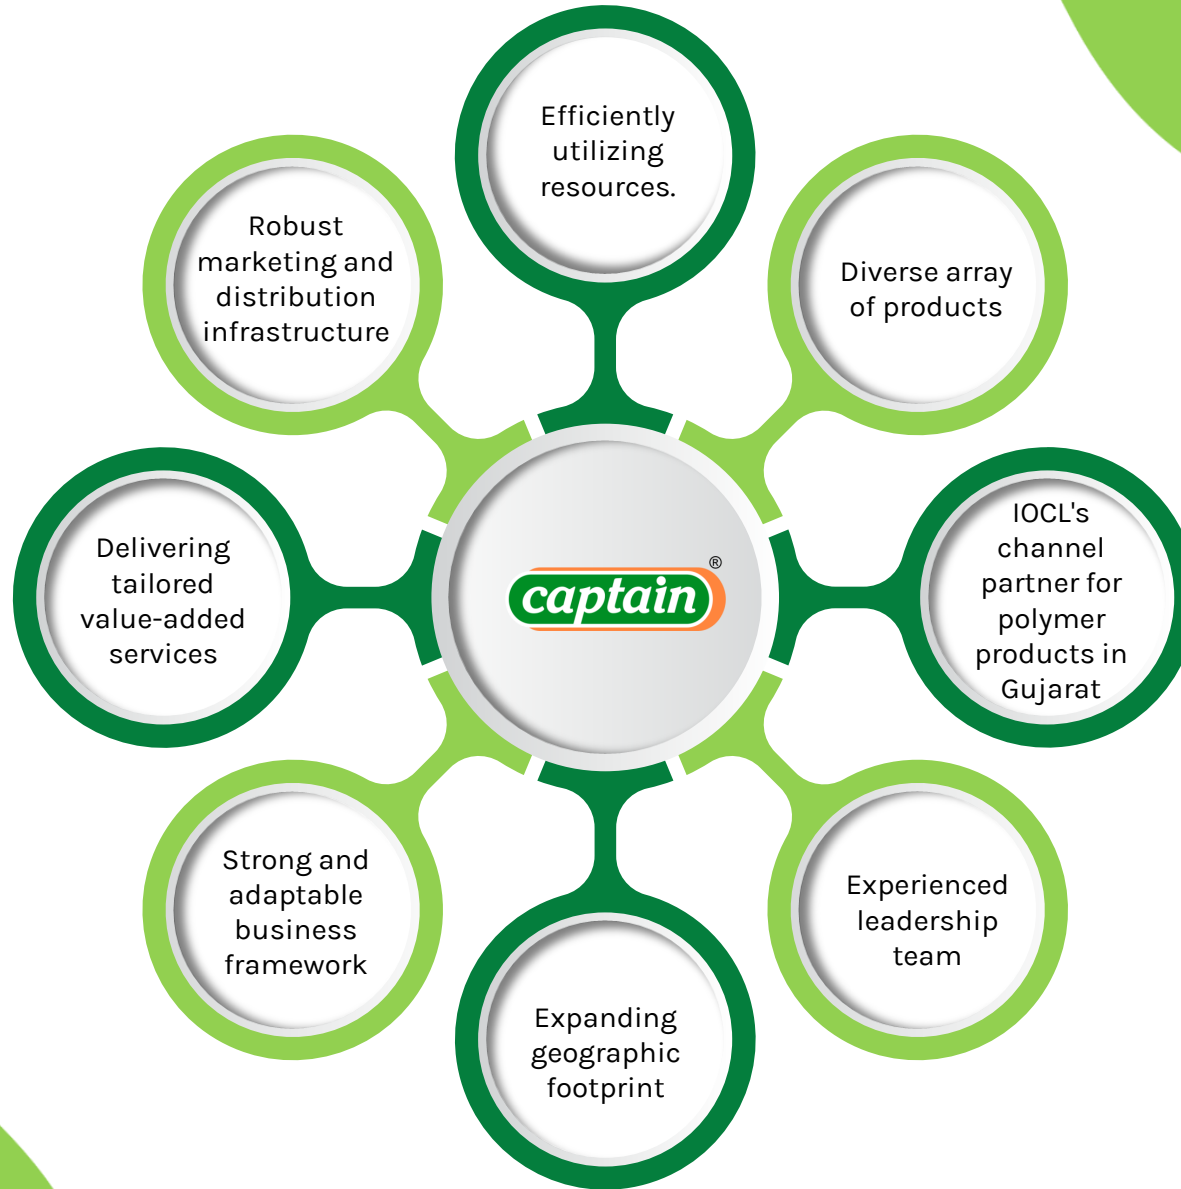 Efficiently
utilizing
resources.
Diverse array
of products
IOCL's
channel
partner for
polymer
products in
Gujarat
Experienced
leadership
team
Expanding
geographic
footprint
Strong and
adaptable
business
framework
Delivering
tailored
value-added
services
Robust
marketing and
distribution
infrastructure
captain®